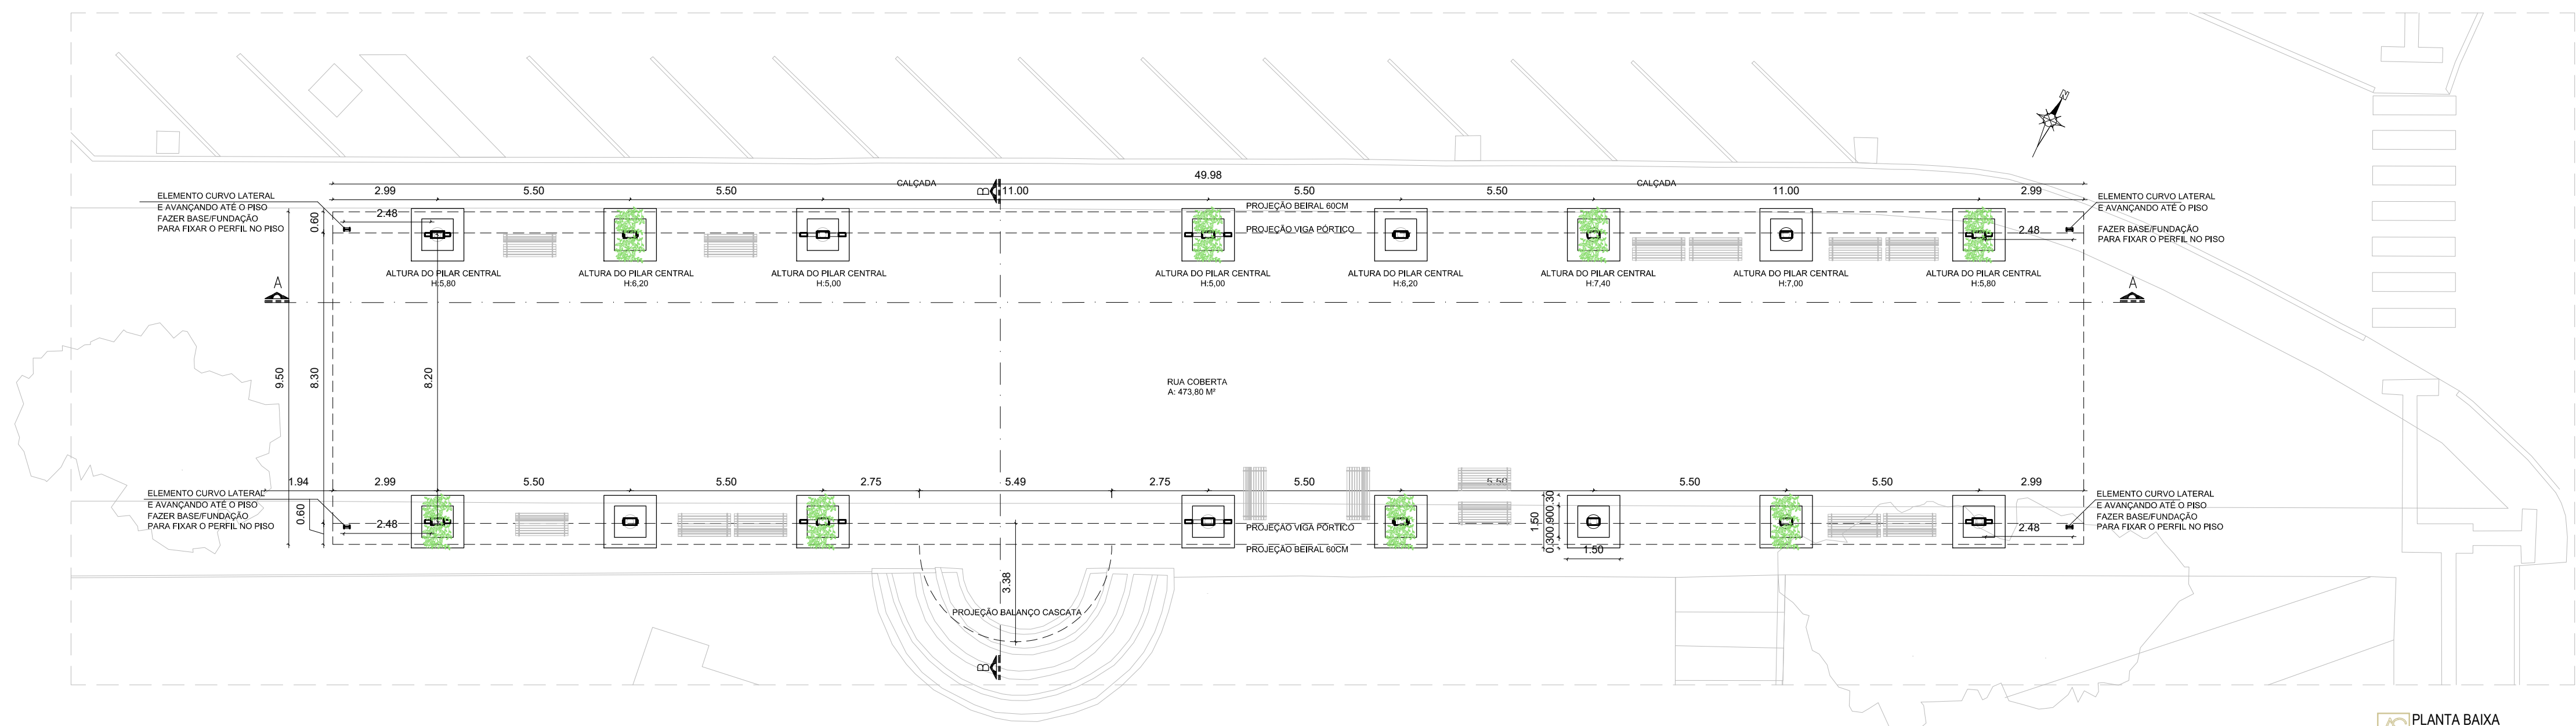 49.98
CALÇADA
CALÇADA
2.99
5.50
5.50
B
11.00
5.50
5.50
11.00
2.99
ELEMENTO CURVO LATERAL
E AVANÇANDO ATÉ O PISO
FAZER BASE/FUNDAÇÃO
PARA FIXAR O PERFIL NO PISO
0.60
2.48
PROJEÇÃO BEIRAL 60CM
PROJEÇÃO VIGA PÓRTICO
2.48
ELEMENTO CURVO LATERAL
E AVANÇANDO ATÉ O PISO
FAZER BASE/FUNDAÇÃO
PARA FIXAR O PERFIL NO PISO
ALTURA DO PILAR CENTRAL
H:5,80
ALTURA DO PILAR CENTRAL
H:6,20
ALTURA DO PILAR CENTRAL
H:5,00
ALTURA DO PILAR CENTRAL
H:5,00
ALTURA DO PILAR CENTRAL
H:6,20
ALTURA DO PILAR CENTRAL
H:7,40
ALTURA DO PILAR CENTRAL
H:7,00
ALTURA DO PILAR CENTRAL
H:5,80
A
A
9.50
8.30
8.20
RUA COBERTA
A: 473,80 M²
1.94
2.99
5.50
5.50
2.75
5.49
2.75
5.50
5.50
5.50
5.50
2.99
ELEMENTO CURVO LATERAL
E AVANÇANDO ATÉ O PISO
FAZER BASE/FUNDAÇÃO
PARA FIXAR O PERFIL NO PISO
0.60
2.48
PROJEÇÃO VIGA PÓRTICO
PROJEÇÃO BEIRAL 60CM
1.50
0.300.900.30
1.50
2.48
ELEMENTO CURVO LATERAL
E AVANÇANDO ATÉ O PISO
FAZER BASE/FUNDAÇÃO
PARA FIXAR O PERFIL NO PISO
3.38
PROJEÇÃO BALANÇO CASCATA
B
PLANTA BAIXA